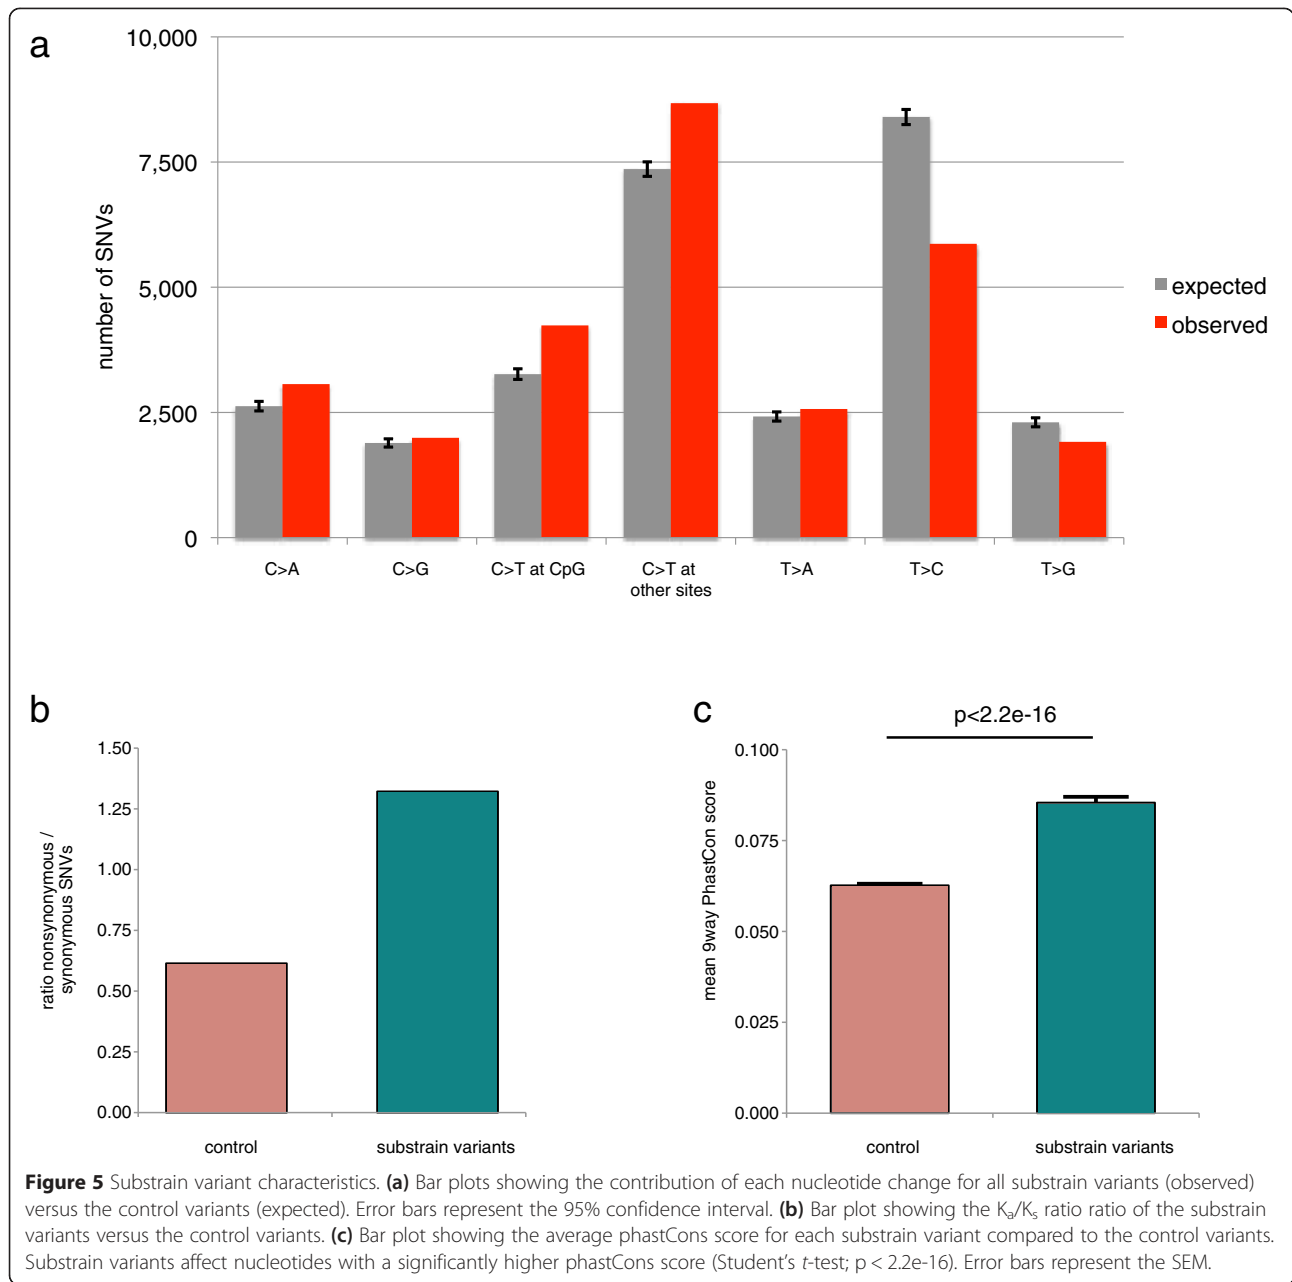 a
10,000
7,500
5,000
2,500
0
number of SNVs
C>A
C>G
C>T at CpG
C>T at
other sites
T>A
T>C
T>G
expected
observed
b
1.50
1.25
1.00
0.75
0.50
0.25
0.00
ratio nonsynonymous /
synonymous SNVs
control
substrain variants
c
p<2.2e-16
0.100
0.075
0.050
0.025
0.000
mean 9way PhastCon score
control
substrain variants
Figure 5 Substrain variant characteristics. (a) Bar plots showing the contribution of each nucleotide change for all substrain variants (observed)
versus the control variants (expected). Error bars represent the 95% confidence interval. (b) Bar plot showing the Ka/Ks ratio ratio of the substrain
variants versus the control variants. (c) Bar plot showing the average phastCons score for each substrain variant compared to the control variants.
Substrain variants affect nucleotides with a significantly higher phastCons score (Student's t-test; p < 2.2e-16). Error bars represent the SEM.